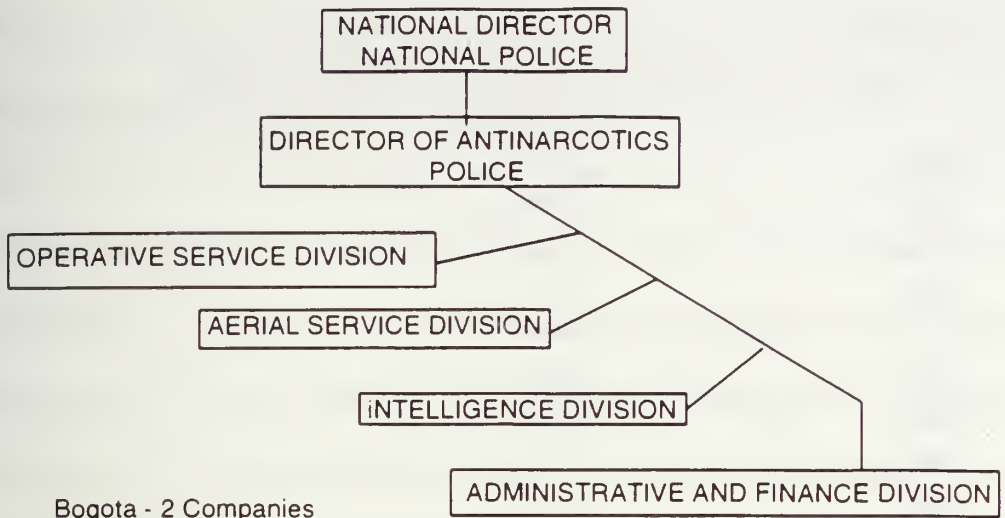 NATIONAL DIRECTOR
NATIONAL POLICE
DIRECTOR OF ANTINARCOTICS
POLICE
OPERATIVE SERVICE DIVISION
AERIAL SERVICE DIVISION
iNTELLIGENCE DIVISION
ADMINISTRATIVE AND FINANCE DIVISION
Bogota - 2 Companies